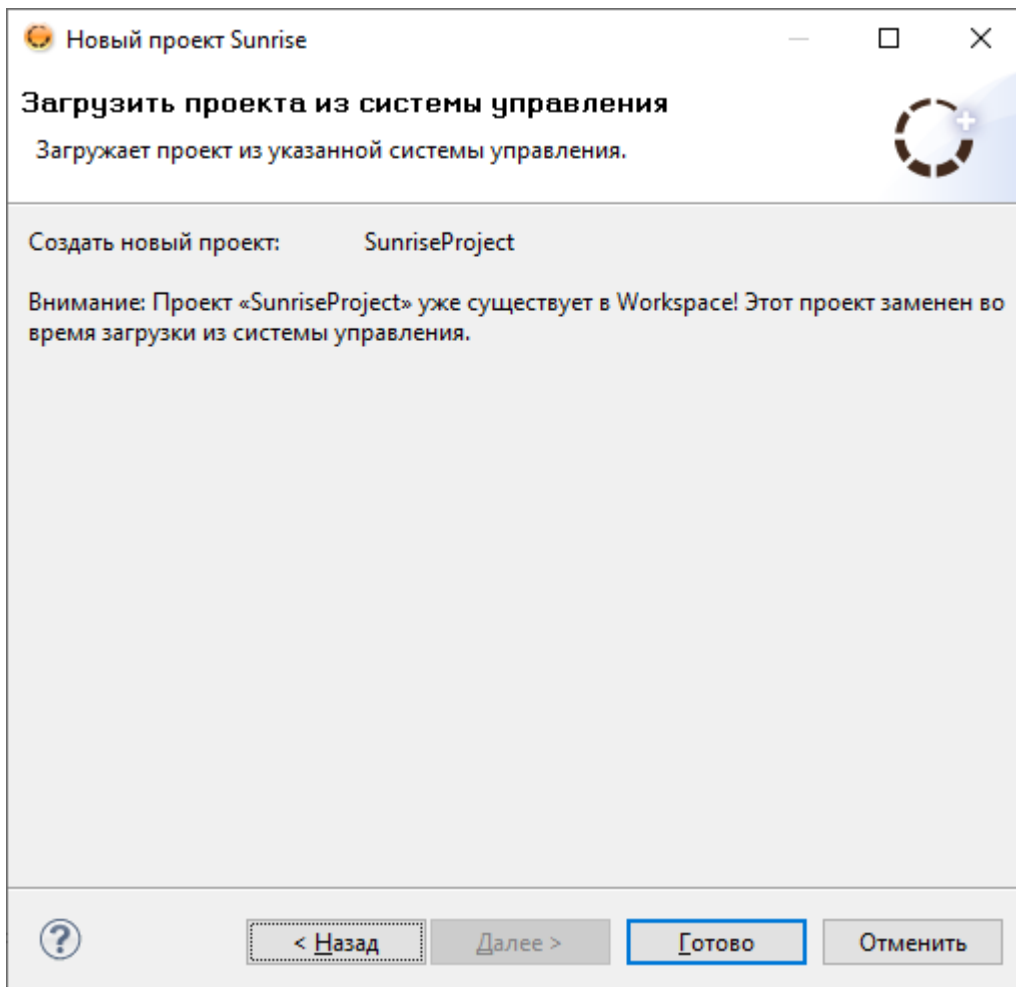 Новый проект Sunrise
Загрузить проекта из системы управления
Загружает проект из указанной системы управления.
Создать новый проект: SunriseProject
Внимание: Проект «SunriseProject» уже существует в Workspace! Этот проект заменен во
время загрузки из системы управления.
< Назад Далее > Готово Отменить